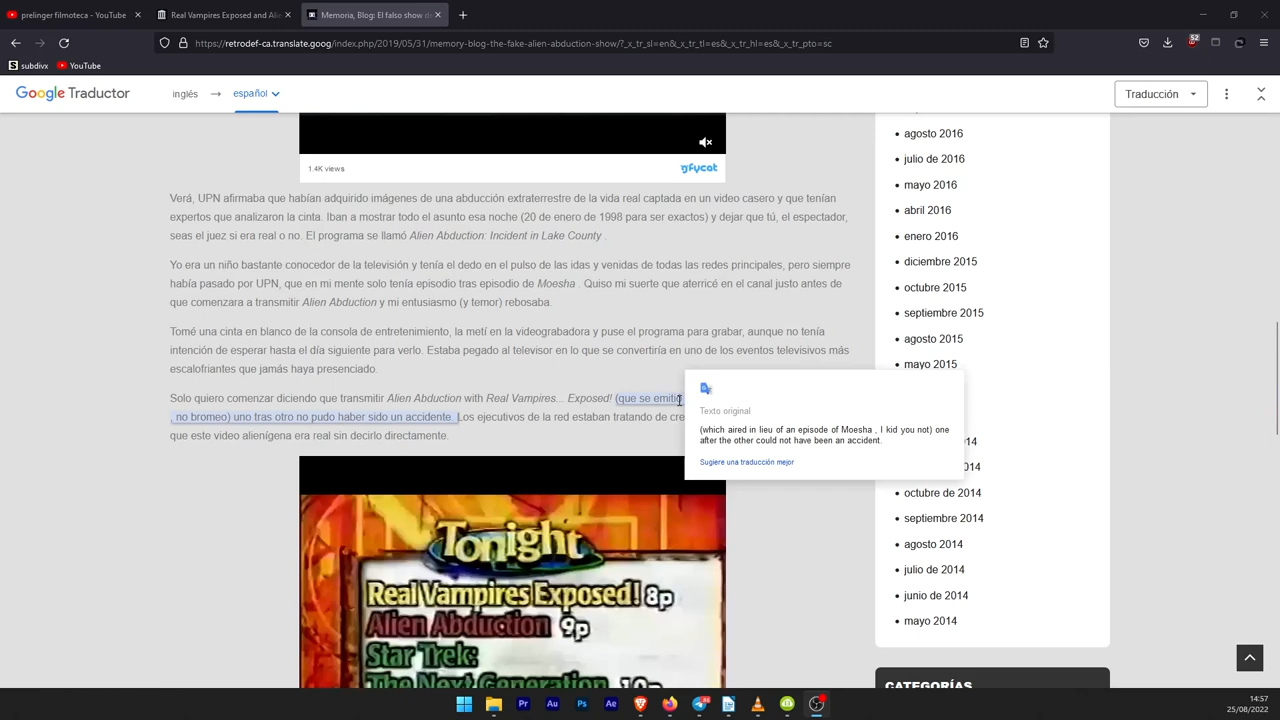 prelinger filmoteca - YouTube
Real Vampires Exposed and Alie
Memoria, Blog: El falso show de
https://retrodef-ca.translate.goog/index.php/2019/05/31/memory-blog-the-fake-alien-abduction-show/?_x_tr_sl=en&_x_tr_tl=es&_x_tr_hl=es&_x_tr_pto=sc
52
subdivx
YouTube
Google Traductor
inglés
español
Traducción
1.4K views
gfycat
Verá, UPN afirmaba que habían adquirido imágenes de una abducción extraterrestre de la vida real captada en un video casero y que tenían
expertos que analizaron la cinta. Iban a mostrar todo el asunto esa noche (20 de enero de 1998 para ser exactos) y dejar que tú, el espectador,
seas el juez si era real o no. El programa se llamó Alien Abduction: Incident in Lake County .
Yo era un niño bastante conocedor de la televisión y tenía el dedo en el pulso de las idas y venidas de todas las redes principales, pero siempre
había pasado por UPN, que en mi mente solo tenía episodio tras episodio de Moesha . Quiso mi suerte que aterricé en el canal justo antes de
que comenzara a transmitir Alien Abduction y mi entusiasmo (y temor) rebosaba.
Tomé una cinta en blanco de la consola de entretenimiento, la metí en la videograbadora y puse el programa para grabar, aunque no tenía
intención de esperar hasta el día siguiente para verlo. Estaba pegado al televisor en lo que se convertiría en uno de los eventos televisivos más
escalofriantes que jamás haya presenciado.
Solo quiero comenzar diciendo que transmitir Alien Abduction with Real Vampires... Exposed! (que se emitió
, no bromeo) uno tras otro no pudo haber sido un accidente. Los ejecutivos de la red estaban tratando de cre
que este video alienígena era real sin decirlo directamente.
Texto original
(which aired in lieu of an episode of Moesha , I kid you not) one
after the other could not have been an accident.
Sugiere una traducción mejor
Tonight
Real Vampires Exposed! 8p
Alien Abduction 9p
Star Trek:
The Next Generation 10p
agosto 2016
julio de 2016
mayo 2016
abril 2016
enero 2016
diciembre 2015
octubre 2015
septiembre 2015
agosto 2015
mayo 2015
014
014
octubre de 2014
septiembre 2014
agosto 2014
julio de 2014
junio de 2014
mayo 2014
CATEGORÍAS
14:57
25/08/2022